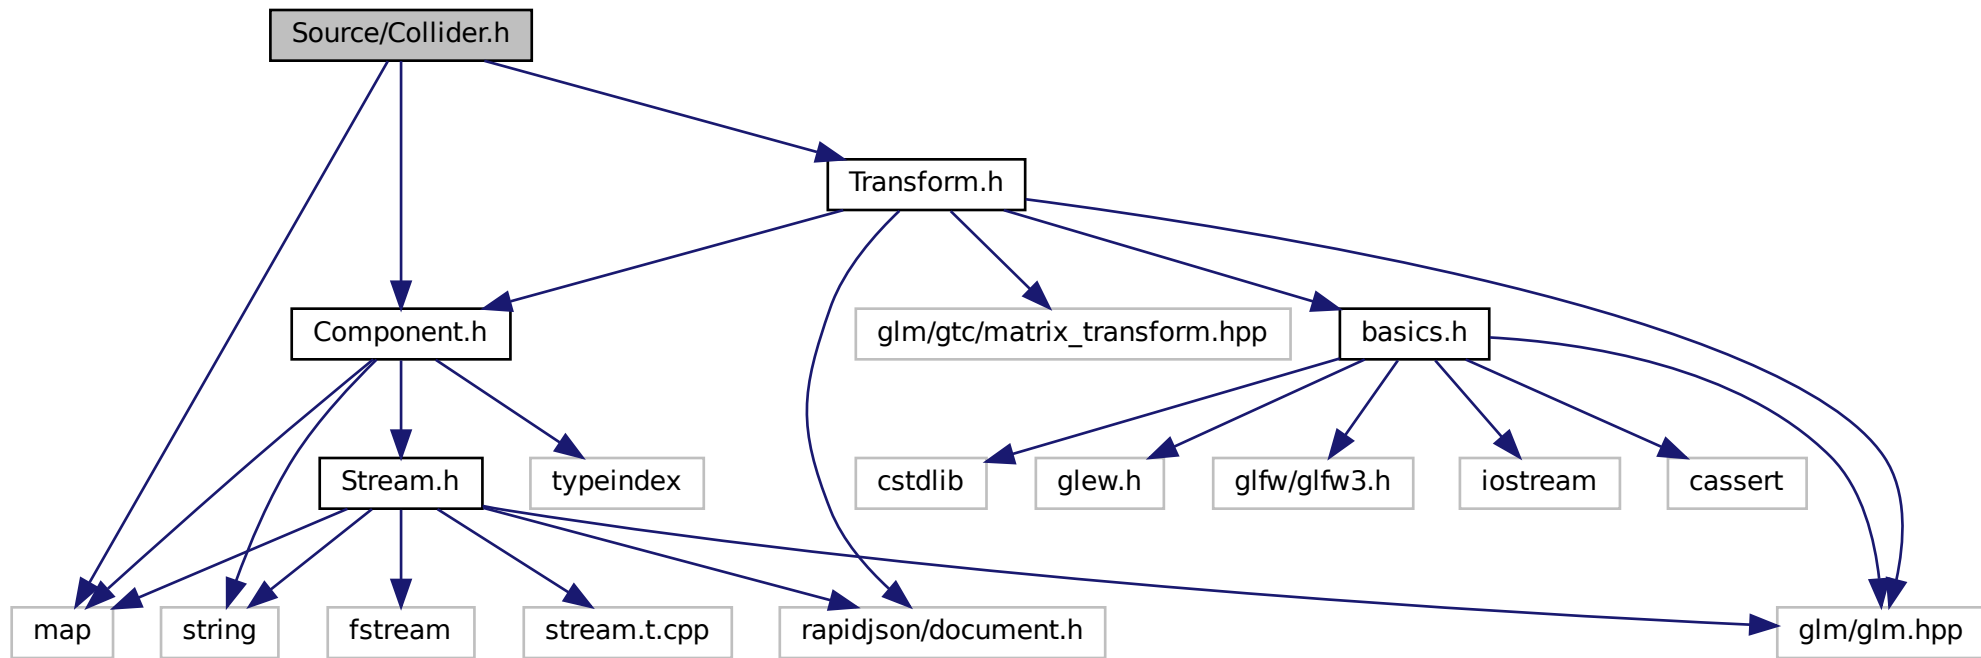 Source/Collider.h
Transform.h
Component.h
glm/gtc/matrix_transform.hpp
basics.h
Stream.h
typeindex
cstdlib
glew.h
glfw/glfw3.h
iostream
cassert
map
string
fstream
stream.t.cpp
rapidjson/document.h
glm/glm.hpp